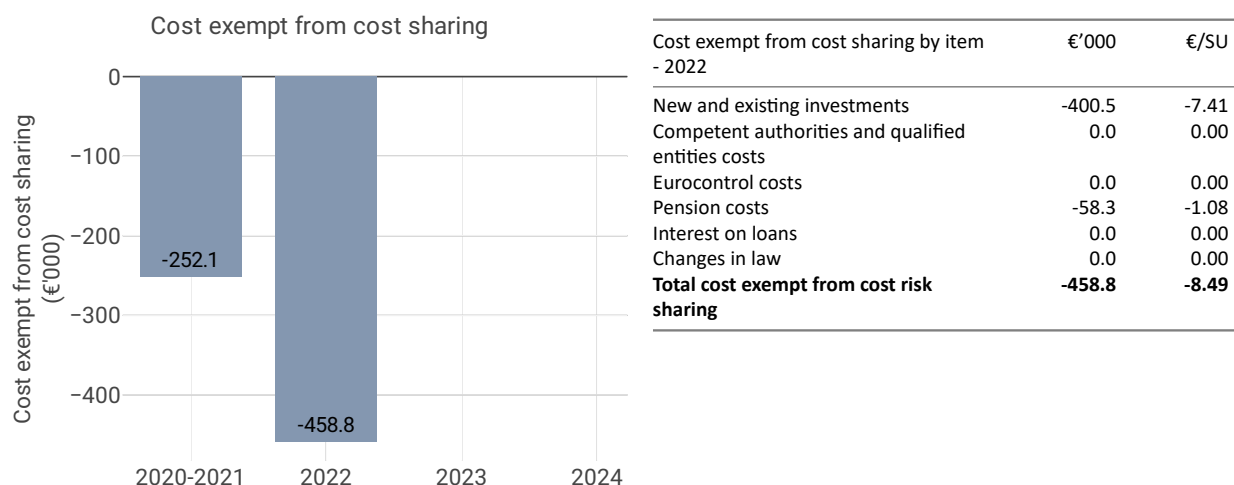 Cost exempt from cost sharing
Cost exempt from cost sharing
(€'000)
0
−100
−200
−300
−400
-252.1
-458.8
2020-2021 2022 2023 2024
Cost exempt from cost sharing by item €’000 €/SU
- 2022
New and existing investments -400.5 -7.41
Competent authorities and qualified 0.0 0.00
entities costs
Eurocontrol costs 0.0 0.00
Pension costs -58.3 -1.08
Interest on loans 0.0 0.00
Changes in law 0.0 0.00
Total cost exempt from cost risk -458.8 -8.49
sharing